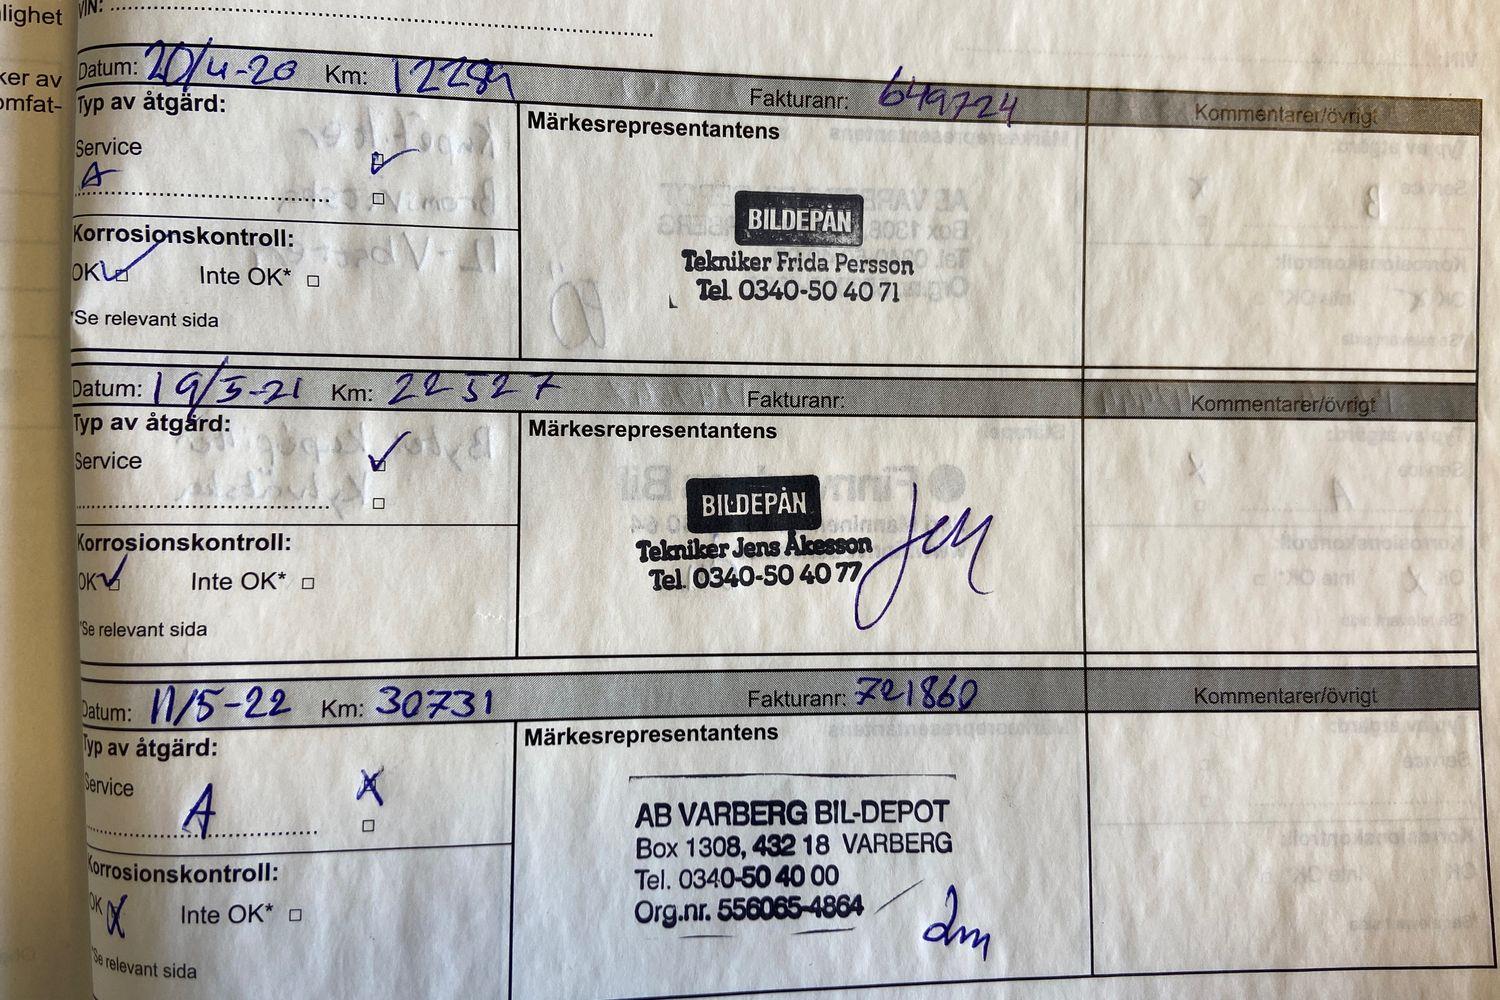 lighet
ker av
omfat-
VIN:
Datum: 20/4-20 Km: 12284 Fakturanr: 649724 Kommentarer/övrigt
Typ av åtgärd:
Märkesrepresentantens
Service
A
Korrosionskontroll:
OK Inte OK*
*Se relevant sida
BILDEPÅN
Tekniker Frida Persson
Tel. 0340-50 40 71
Datum: 19/5-21 Km: 22527 Fakturanr: Kommentarer/övrigt
Typ av åtgärd:
Märkesrepresentantens
Service
Korrosionskontroll:
OK Inte OK*
*Se relevant sida
BILDEPÅN
Tekniker Jens Åkesson
Tel. 0340-50 40 77
Jen
Datum: 11/5-22 Km: 30731 Fakturanr: 721860 Kommentarer/övrigt
Typ av åtgärd:
Märkesrepresentantens
Service
A
Korrosionskontroll:
OK Inte OK*
*Se relevant sida
AB VARBERG BIL-DEPOT
Box 1308, 432 18 VARBERG
Tel. 0340-50 40 00
Org.nr. 556065-4864